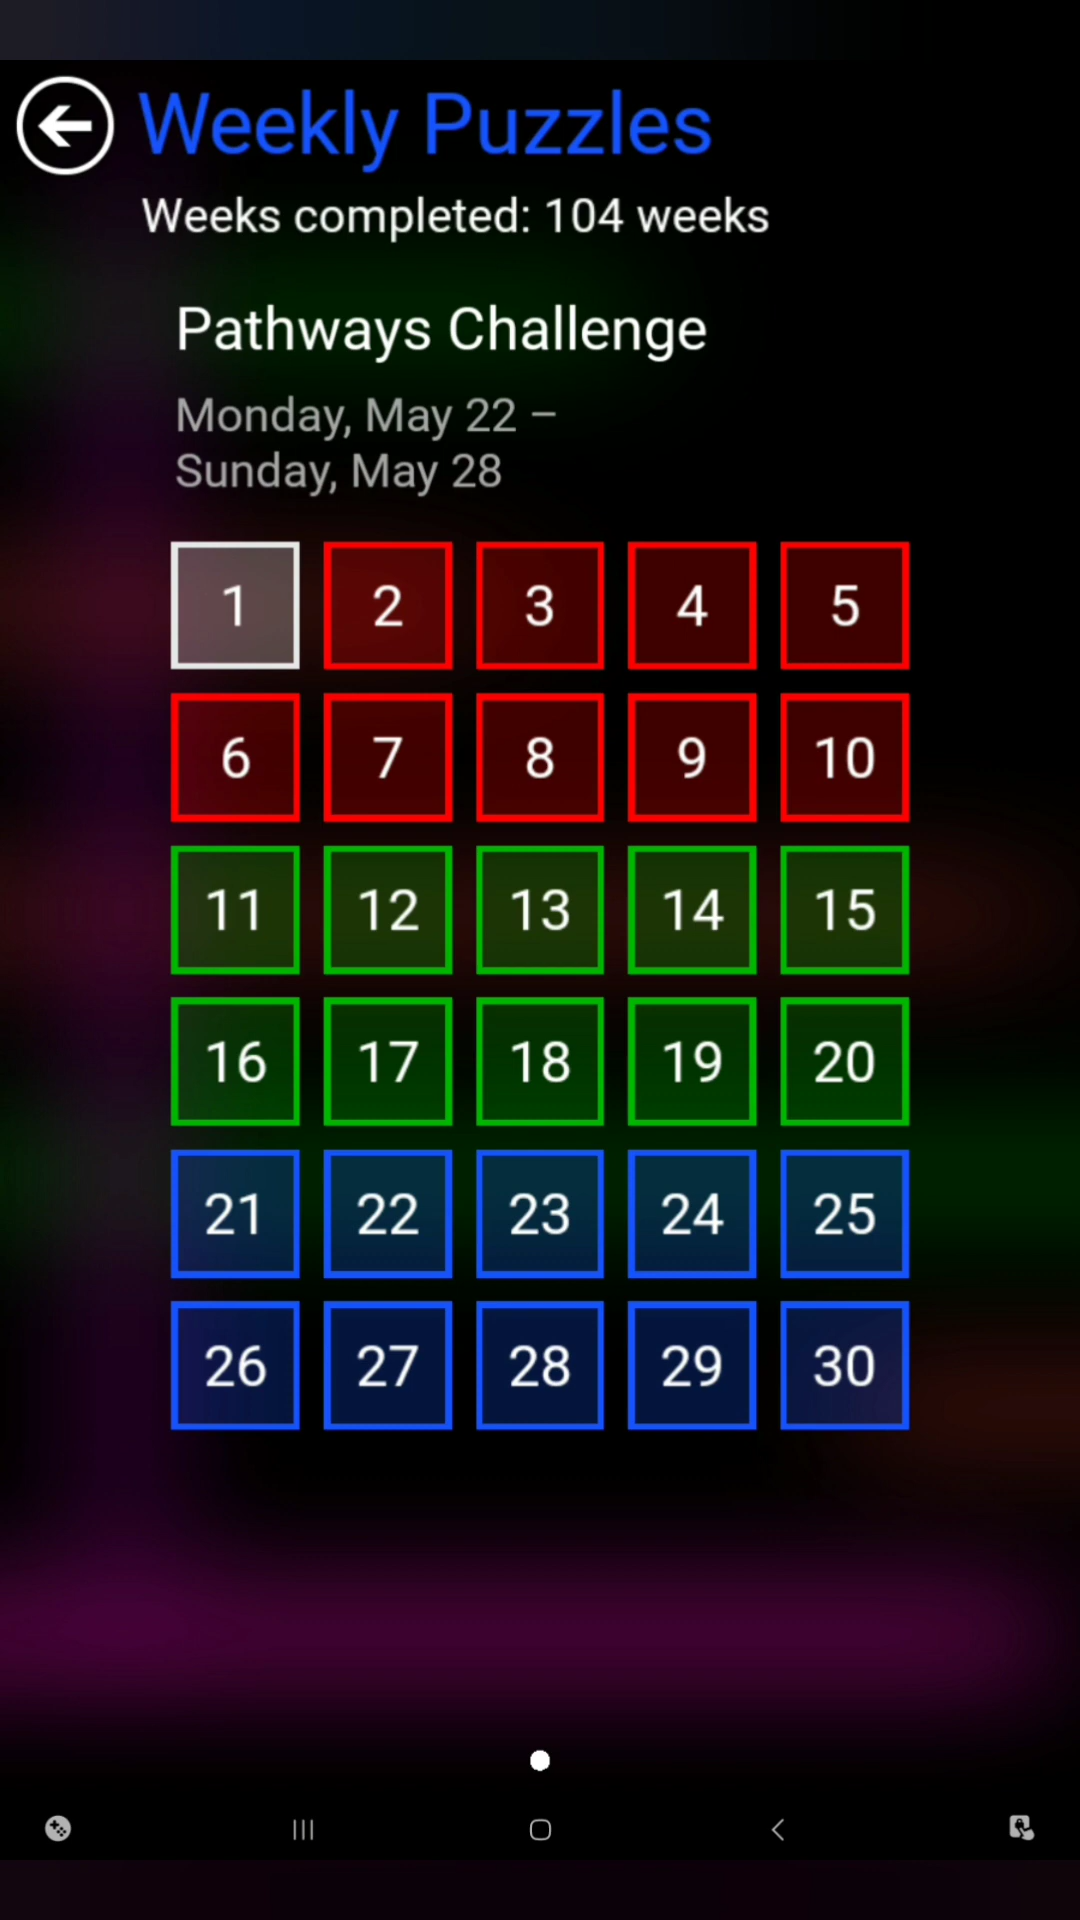 Weekly Puzzles
Weeks completed: 104 weeks
Pathways Challenge
Monday, May 22 –
Sunday, May 28
1 2 3 4 5
6 7 8 9 10
11 12 13 14 15
16 17 18 19 20
21 22 23 24 25
26 27 28 29 30